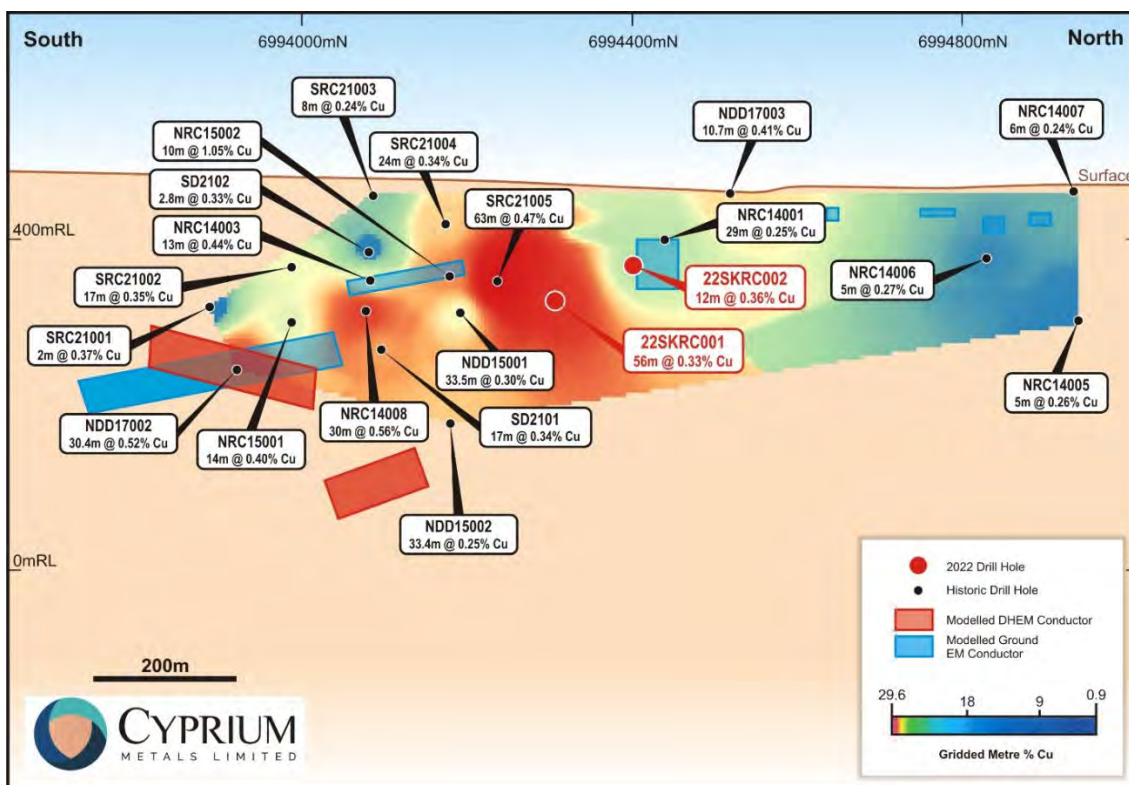 South
6994000mN
6994400mN
6994800mN
North
SRC21003
8m @ 0.24% Cu
NRC15002
10m @ 1.05% Cu
SRC21004
24m @ 0.34% Cu
NDD17003
10.7m @ 0.41% Cu
NRC14007
6m @ 0.24% Cu
SD2102
2.8m @ 0.33% Cu
SRC21005
63m @ 0.47% Cu
Surface
NRC14003
13m @ 0.44% Cu
NRC14001
29m @ 0.25% Cu
400mRL
SRC21002
17m @ 0.35% Cu
22SKRC002
12m @ 0.36% Cu
NRC14006
5m @ 0.27% Cu
SRC21001
2m @ 0.37% Cu
22SKRC001
56m @ 0.33% Cu
NDD15001
33.5m @ 0.30% Cu
NRC14005
5m @ 0.26% Cu
NDD17002
30.4m @ 0.52% Cu
NRC15001
14m @ 0.40% Cu
NRC14008
30m @ 0.56% Cu
SD2101
17m @ 0.34% Cu
NDD15002
33.4m @ 0.25% Cu
0mRL
2022 Drill Hole
Historic Drill Hole
Modelled DHEM Conductor
Modelled Ground
EM Conductor
29.6
18
9
0.9
Gridded Metre % Cu
200m
CYPRIUM
METALS LIMITED